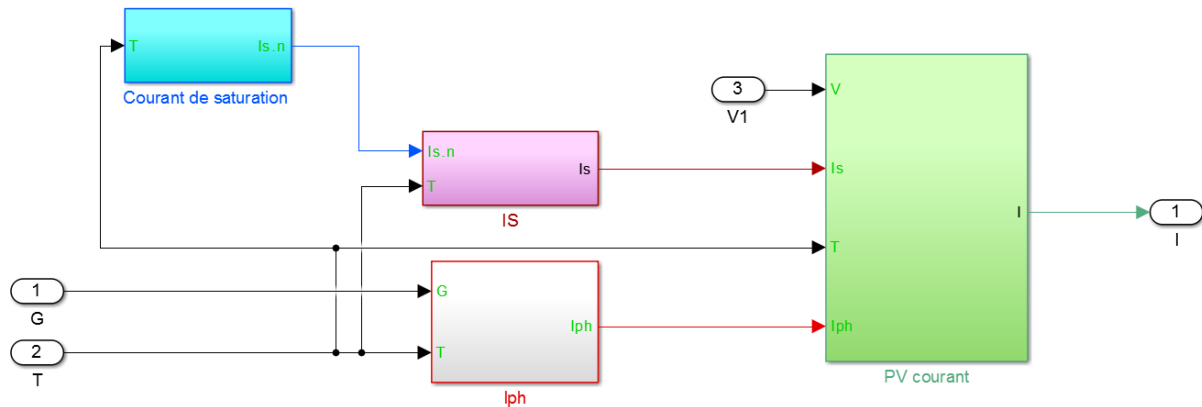 T
Is.n
Courant de saturation
3
V1
V
Is.n
T
Is
IS
Is
T
I
1
I
1
G
G
Iph
Iph
2
T
T
Iph
PV courant